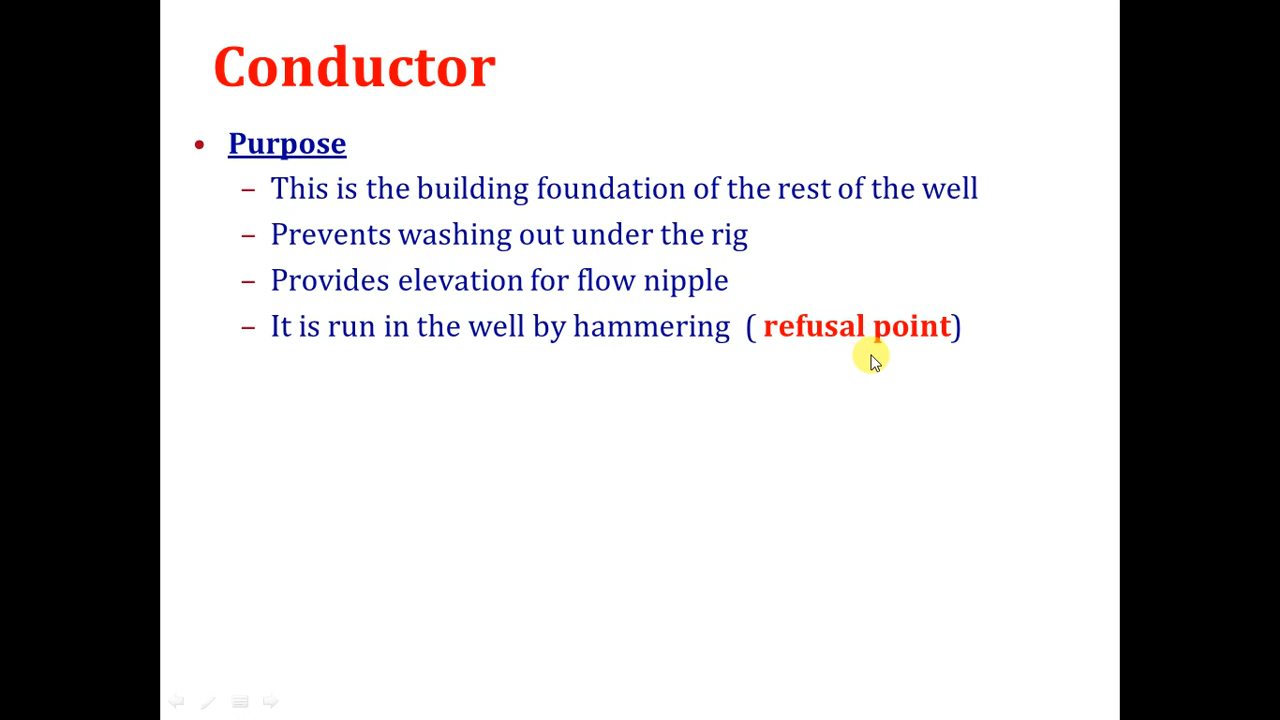 Conductor
• Purpose
– This is the building foundation of the rest of the well
– Prevents washing out under the rig
– Provides elevation for flow nipple
– It is run in the well by hammering ( refusal point)